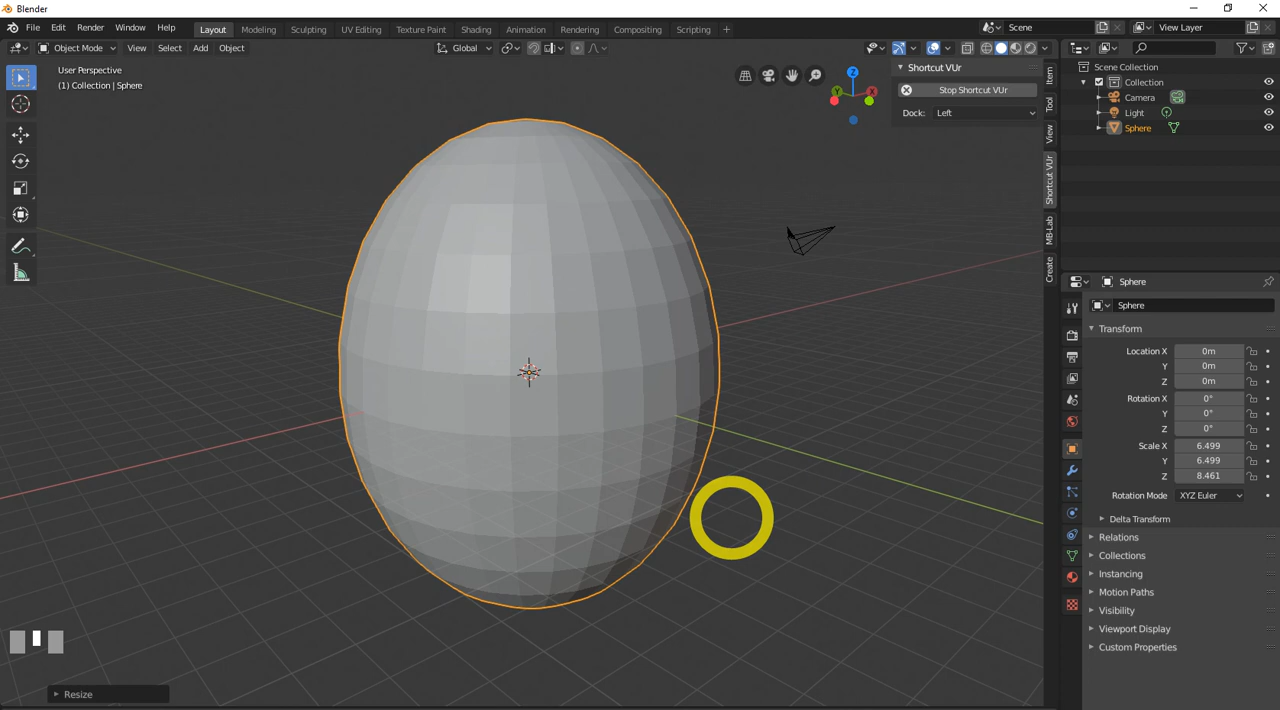 Blender
File Edit Render Window Help Layout Modeling Sculpting UV Editing Texture Paint Shading Animation Rendering Compositing Scripting + Scene View Layer
Object Mode View Select Add Object Global
User Perspective
(1) Collection | Sphere
Z
Y X
Shortcut VUr
Stop Shortcut VUr
Dock: Left
Item
Tool
View
Shortcut VUr
MB-Lab
Create
Scene Collection
Collection
Camera
Light
Sphere
Sphere
Sphere
Transform
Location X 0m
Y 0m
Z 0m
Rotation X 0°
Y 0°
Z 0°
Scale X 6.499
Y 6.499
Z 8.461
Rotation Mode XYZ Euler
Delta Transform
Relations
Collections
Instancing
Motion Paths
Visibility
Viewport Display
Custom Properties
Resize